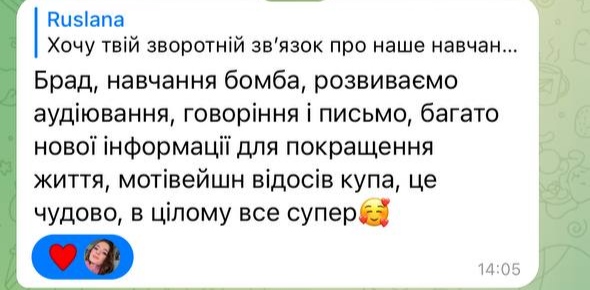 Ruslana
Хочу твій зворотній зв’язок про наше навчан...
Брад, навчання бомба, розвиваємо
аудіювання, говоріння і письмо, багато
нової інформації для покращення
життя, мотівейшн відосів купа, це
чудово, в цілому все супер🥰
14:05